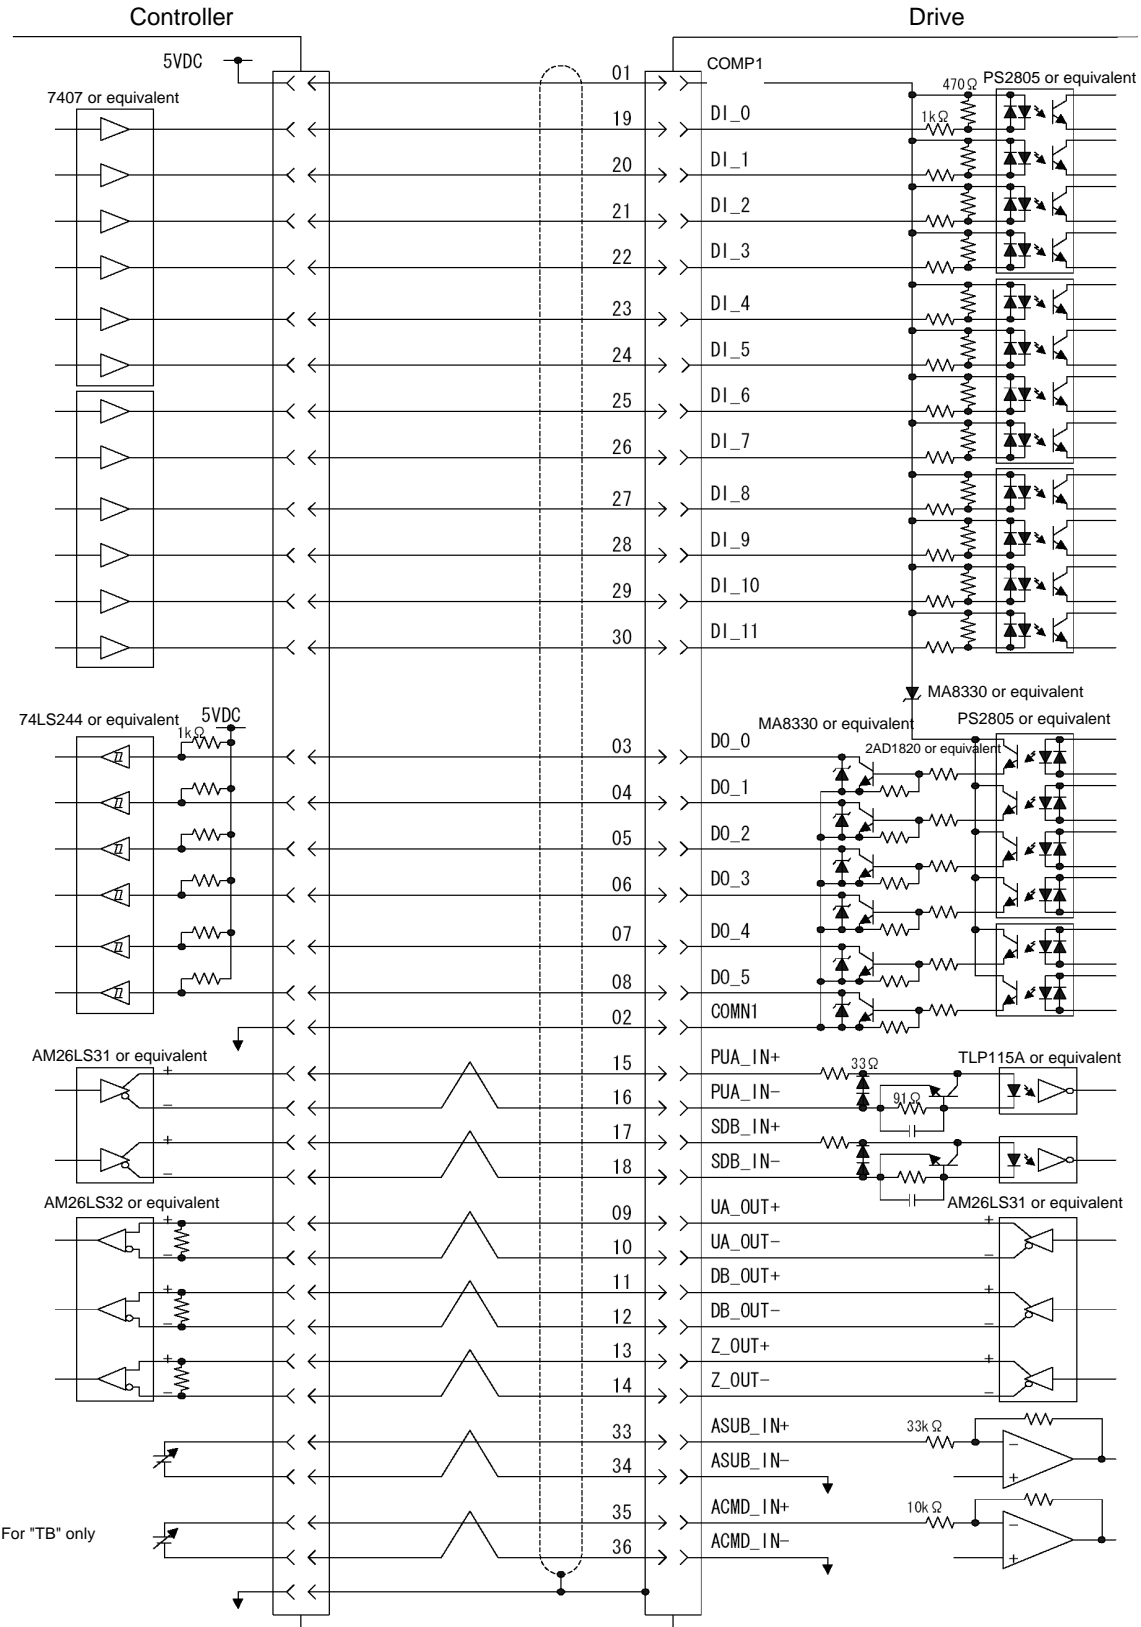 Controller Drive
5VDC 01 COMP1
7407 or equivalent 470Ω PS2805 or equivalent
19 DI_0 1kΩ
20 DI_1
21 DI_2
22 DI_3
23 DI_4
24 DI_5
25 DI_6
26 DI_7
27 DI_8
28 DI_9
29 DI_10
30 DI_11
MA8330 or equivalent
74LS244 or equivalent 5VDC MA8330 or equivalent PS2805 or equivalent
1kΩ 03 DO_0 2AD1820 or equivalent
04 DO_1
05 DO_2
06 DO_3
07 DO_4
08 DO_5
02 COMN1
AM26LS31 or equivalent 15 PUA_IN+ 33Ω TLP115A or equivalent
+
16 PUA_IN- 91Ω
-
17 SDB_IN+
+
18 SDB_IN-
-
AM26LS32 or equivalent 09 UA_OUT+ AM26LS31 or equivalent
+ +
10 UA_OUT-
- -
11 DB_OUT+
+ +
12 DB_OUT-
- -
13 Z_OUT+
+ +
14 Z_OUT-
- -
33 ASUB_IN+ 33kΩ -
34 ASUB_IN- +
35 ACMD_IN+ 10kΩ -
For "TB" only
36 ACMD_IN- +